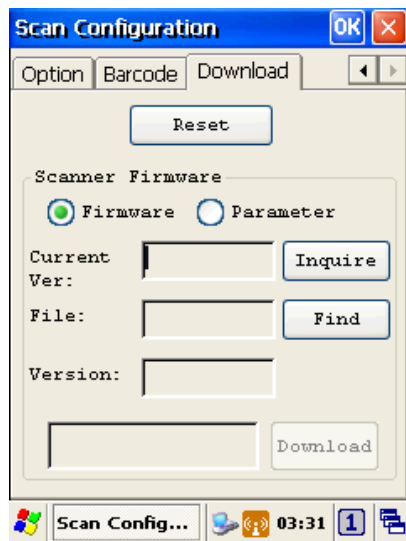 Scan Configuration OK
Option Barcode Download
Reset
Scanner Firmware
Firmware Parameter
Current Ver: Inquire
File: Find
Version:
Download
Scan Config... 03:31 1